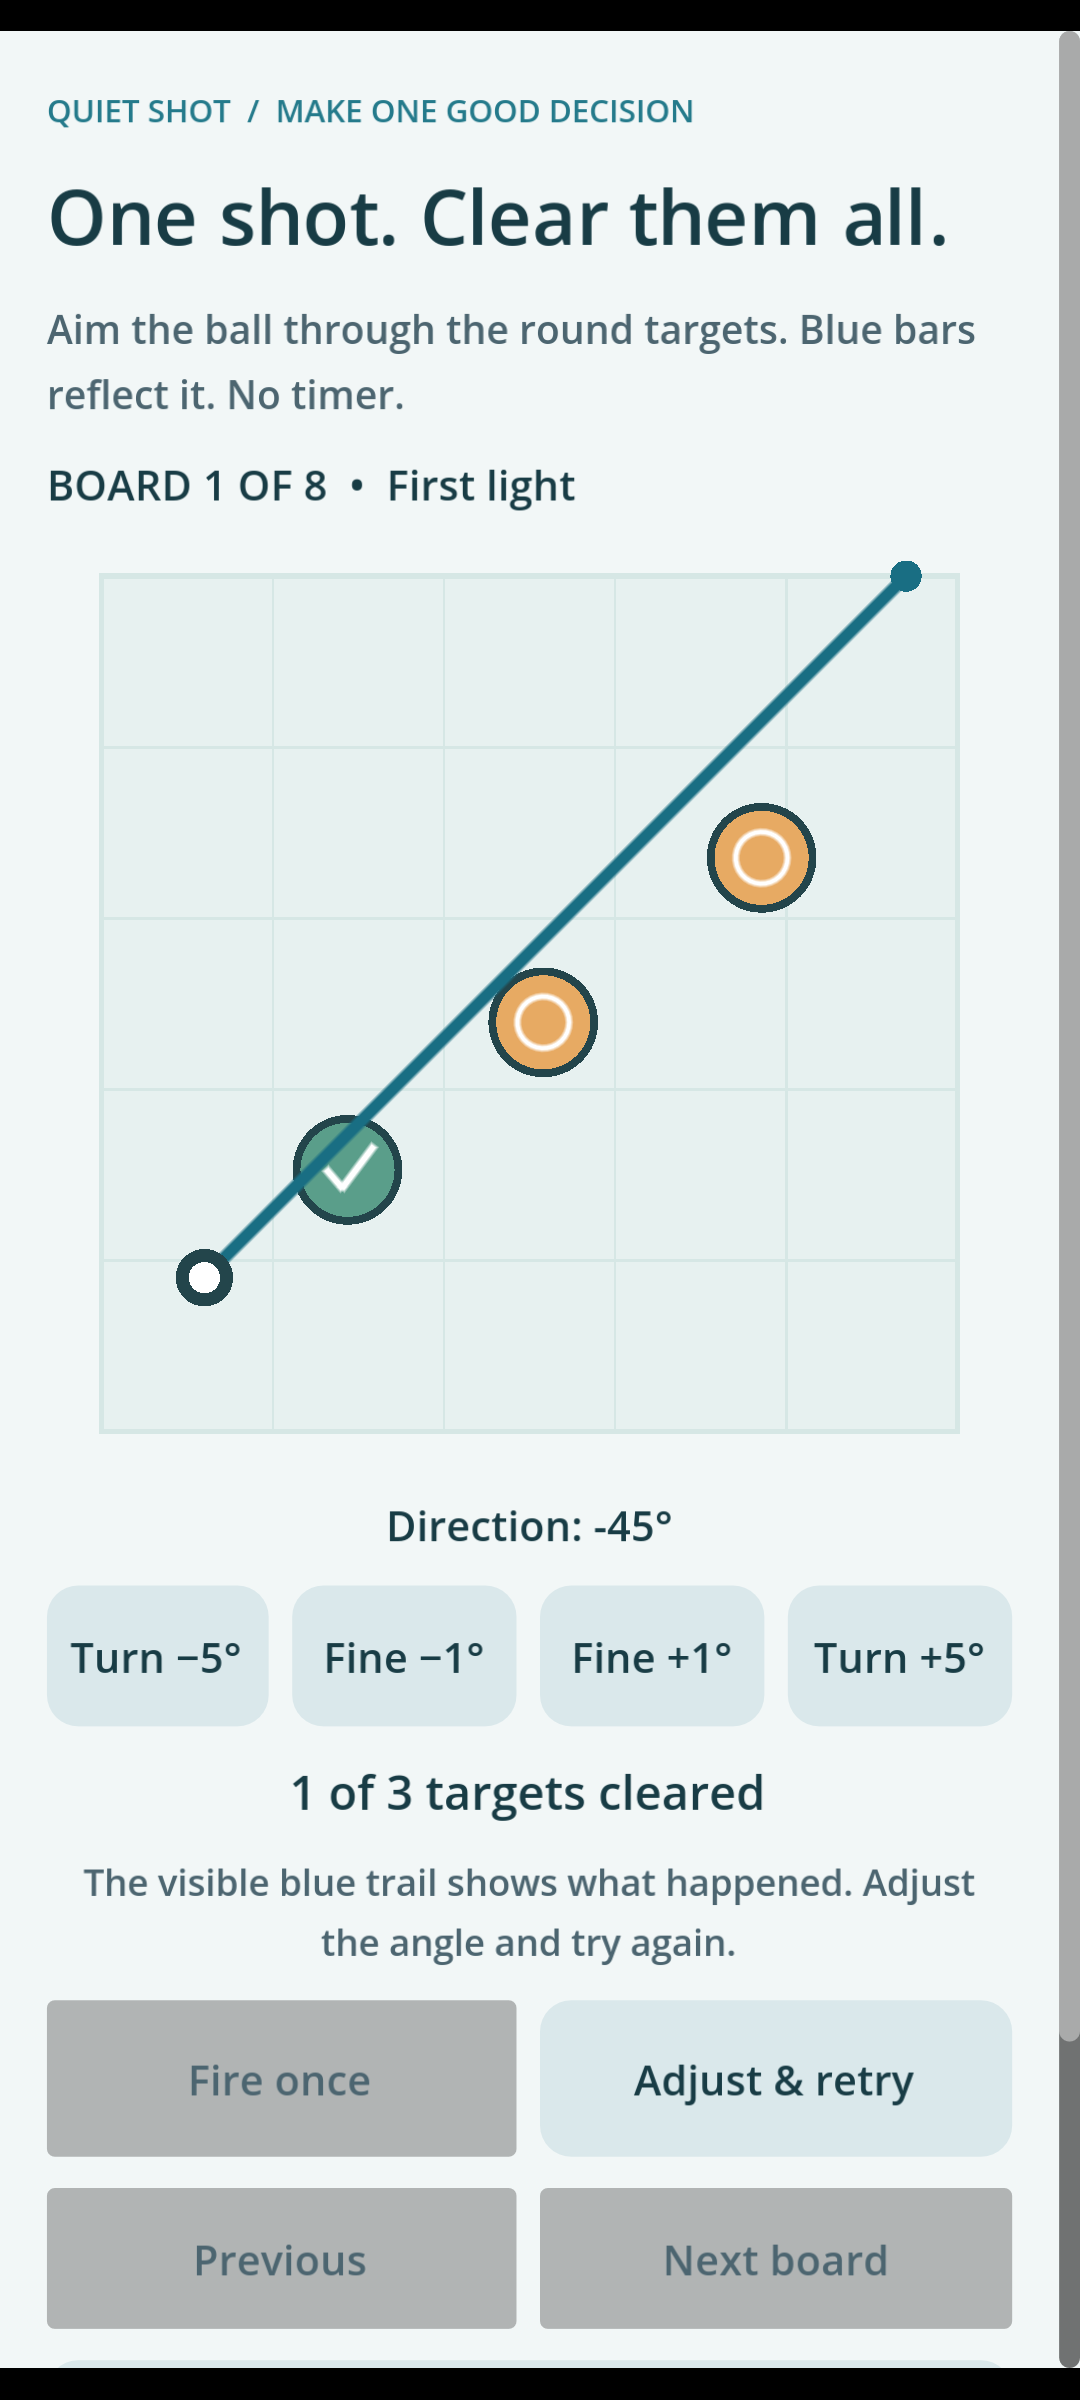 QUIET SHOT / MAKE ONE GOOD DECISION
One shot. Clear them all.
Aim the ball through the round targets. Blue bars
reflect it. No timer.
BOARD 1 OF 8 • First light
Direction: -45°
Turn −5°
Fine −1°
Fine +1°
Turn +5°
1 of 3 targets cleared
The visible blue trail shows what happened. Adjust
the angle and try again.
Fire once
Adjust & retry
Previous
Next board